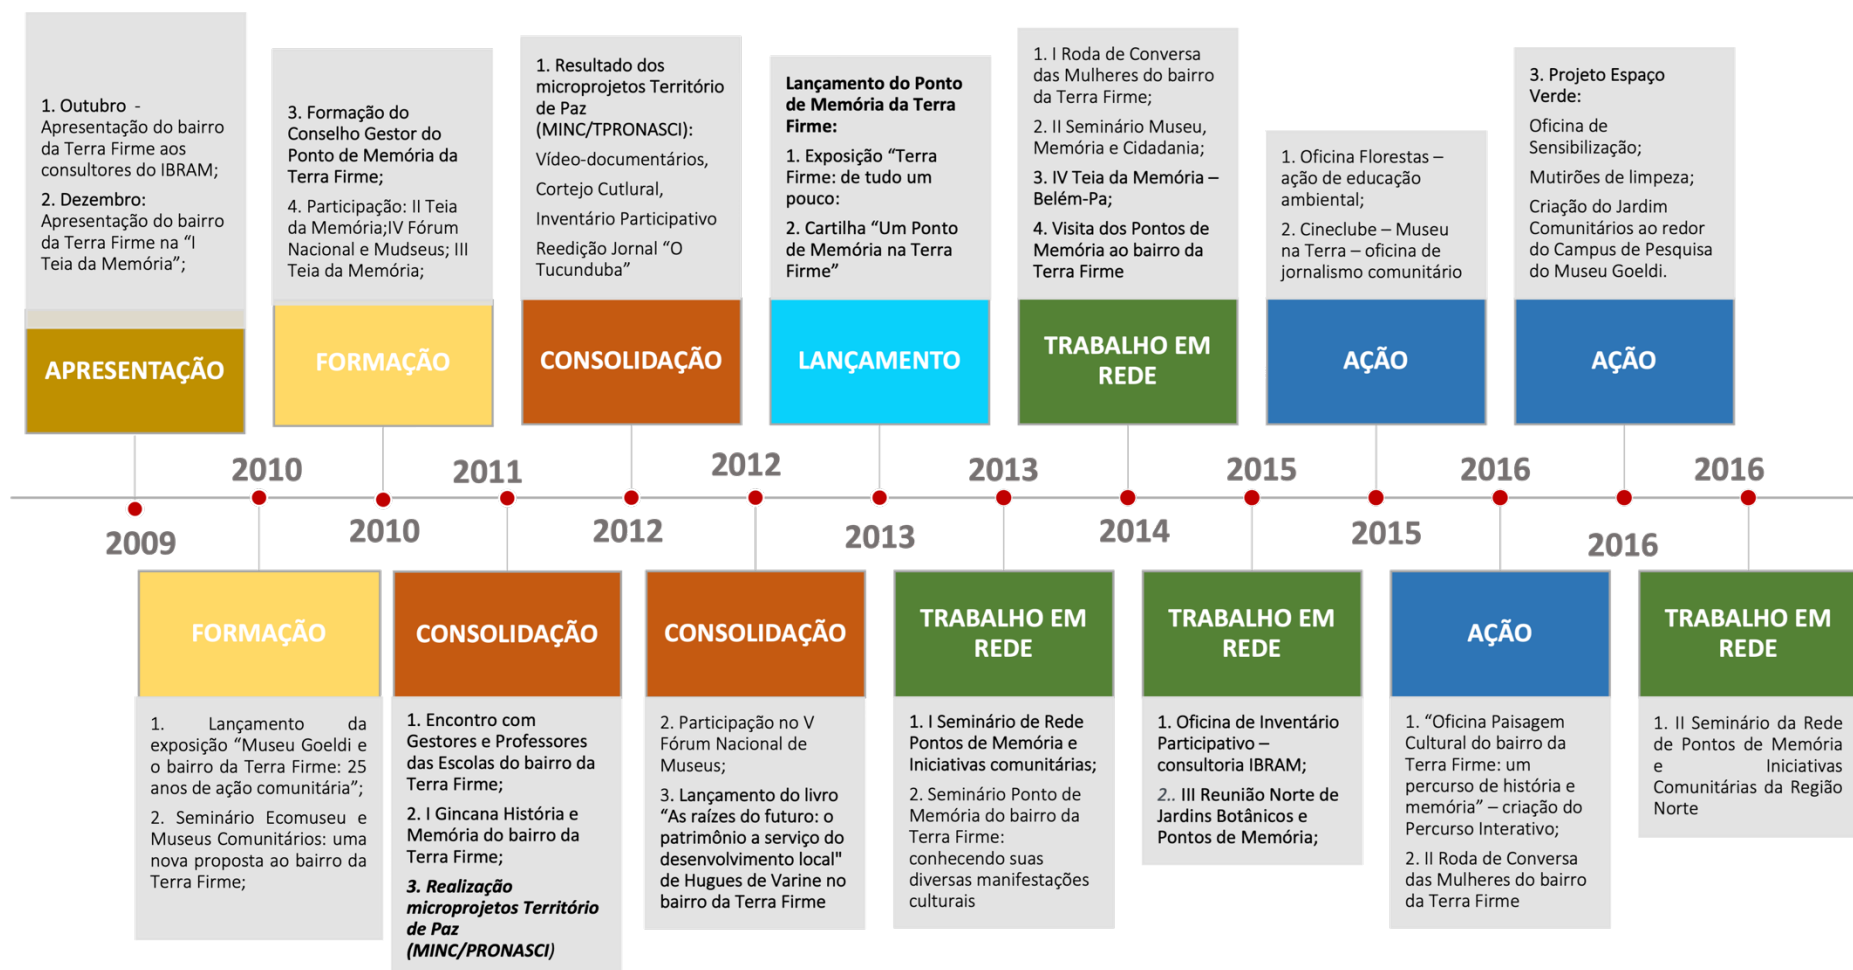 1. Outubro -
Apresentação do bairro
da Terra Firme aos
consultores do IBRAM;
2. Dezembro:
Apresentação do bairro
da Terra Firme na “I
Teia da Memória”;
APRESENTAÇÃO
3. Formação do
Conselho Gestor do
Ponto de Memória da
Terra Firme;
4. Participação: II Teia
da Memória;IV Fórum
Nacional e Mudseus; III
Teia da Memória;
FORMAÇÃO
1. Resultado dos
microprojetos Território
de Paz
(MINC/TPRONASCI):
Vídeo-documentários,
Cortejo Cutlural,
Inventário Participativo
Reedição Jornal “O
Tucunduba”
CONSOLIDAÇÃO
Lançamento do Ponto
de Memória da Terra
Firme:
1. Exposição “Terra
Firme: de tudo um
pouco:
2. Cartilha “Um Ponto
de Memória na Terra
Firme”
LANÇAMENTO
1. I Roda de Conversa
das Mulheres do bairro
da Terra Firme;
2. II Seminário Museu,
Memória e Cidadania;
3. IV Teia da Memória –
Belém-Pa;
4. Visita dos Pontos de
Memória ao bairro da
Terra Firme
TRABALHO EM
REDE
1. Oficina Florestas –
ação de educação
ambiental;
2. Cineclube – Museu
na Terra – oficina de
jornalismo comunitário
AÇÃO
3. Projeto Espaço
Verde:
Oficina de
Sensibilização;
Mutirões de limpeza;
Criação do Jardim
Comunitários ao redor
do Campus de Pesquisa
do Museu Goeldi.
AÇÃO
2010
2011
2012
2013
2015
2016
2016
2009
2010
2012
2013
2014
2015
2016
FORMAÇÃO
1. Lançamento da
exposição “Museu Goeldi e
o bairro da Terra Firme: 25
anos de ação comunitária”;
2. Seminário Ecomuseu e
Museus Comunitários: uma
nova proposta ao bairro da
Terra Firme;
CONSOLIDAÇÃO
1. Encontro com
Gestores e Professores
das Escolas do bairro da
Terra Firme;
2. I Gincana História e
Memória do bairro da
Terra Firme;
3. Realização
microprojetos Território
de Paz
(MINC/PRONASCI)
CONSOLIDAÇÃO
2. Participação no V
Fórum Nacional de
Museus;
3. Lançamento do livro
“As raízes do futuro: o
patrimônio a serviço do
desenvolvimento local"
de Hugues de Varine no
bairro da Terra Firme
TRABALHO EM
REDE
1. I Seminário de Rede
Pontos de Memória e
Iniciativas comunitárias;
2. Seminário Ponto de
Memória do bairro da
Terra Firme:
conhecendo suas
diversas manifestações
culturais
TRABALHO EM
REDE
1. Oficina de Inventário
Participativo –
consultoria IBRAM;
2.. III Reunião Norte de
Jardins Botânicos e
Pontos de Memória;
AÇÃO
1. “Oficina Paisagem
Cultural do bairro da
Terra Firme: um
percurso de história e
memória” – criação do
Percurso Interativo;
2. II Roda de Conversa
das Mulheres do bairro
da Terra Firme
TRABALHO EM
REDE
1. II Seminário da Rede
de Pontos de Memória
e Iniciativas
Comunitárias da Região
Norte